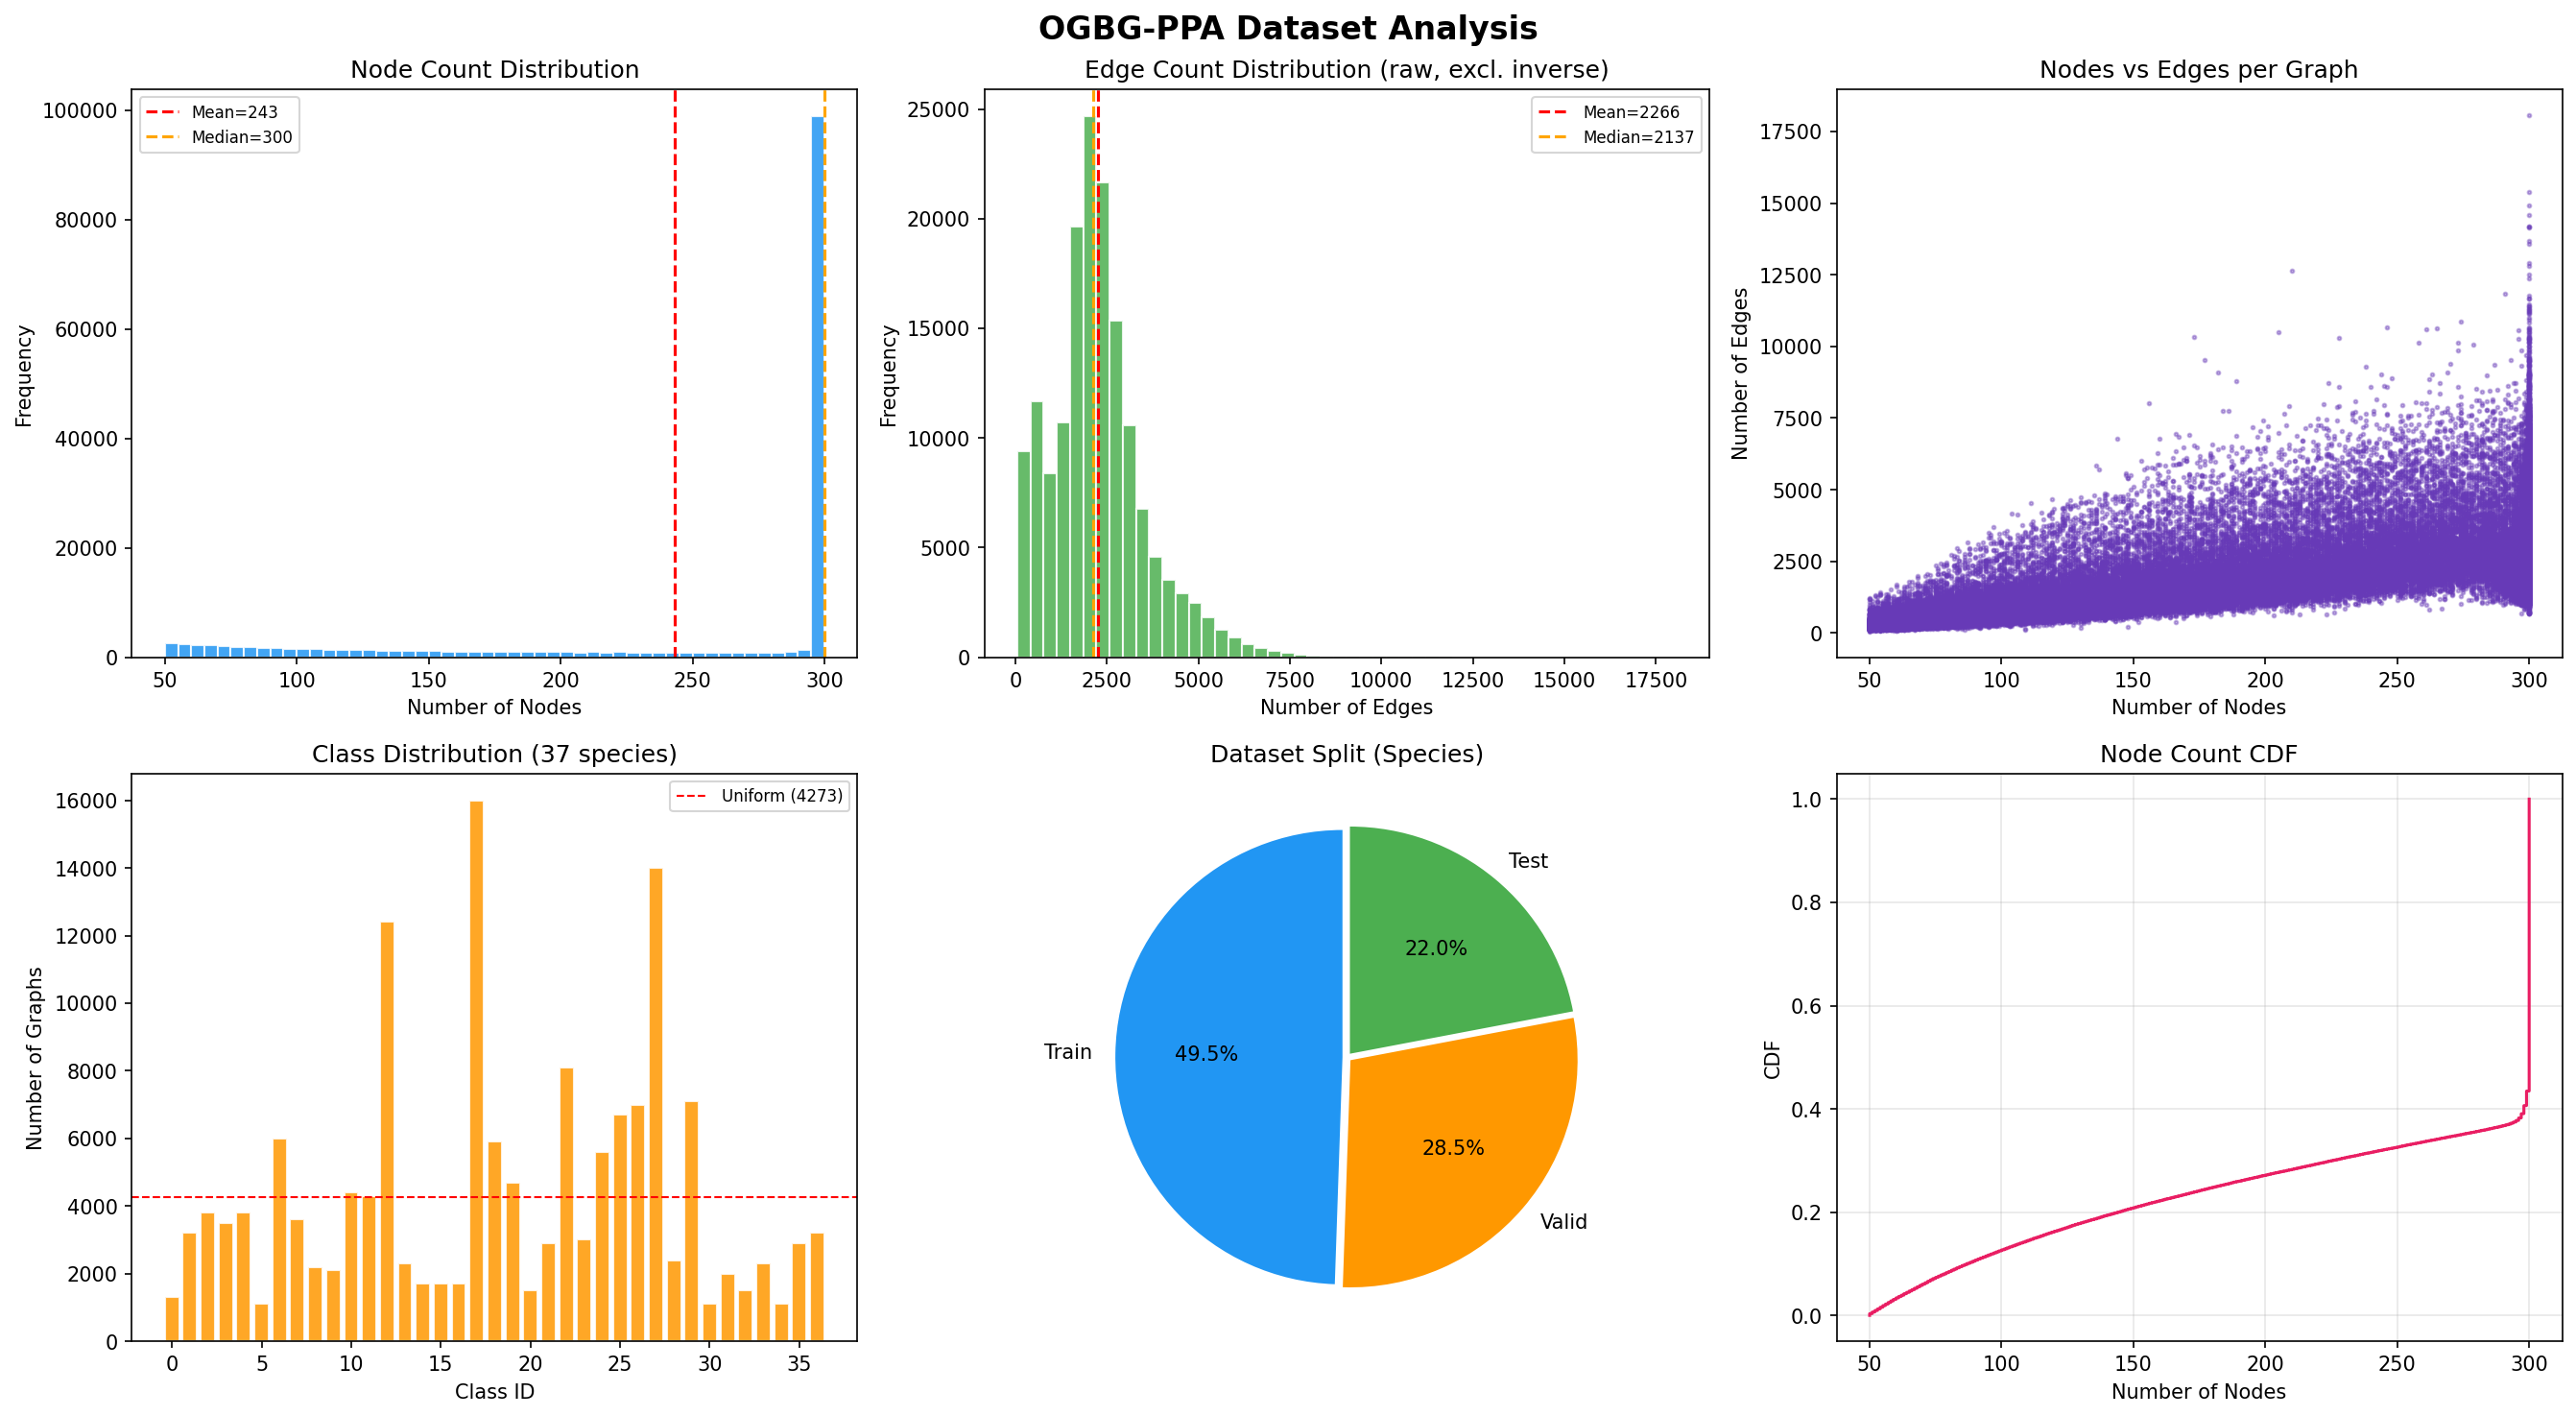 OGBG-PPA Dataset Analysis
Node Count Distribution
Mean=243
Median=300
100000
80000
60000
40000
20000
0
Frequency
50 100 150 200 250 300
Number of Nodes
Edge Count Distribution (raw, excl. inverse)
Mean=2266
Median=2137
25000
20000
15000
10000
5000
0
Frequency
0 2500 5000 7500 10000 12500 15000 17500
Number of Edges
Nodes vs Edges per Graph
17500
15000
12500
10000
7500
5000
2500
0
Number of Edges
50 100 150 200 250 300
Number of Nodes
Class Distribution (37 species)
Uniform (4273)
16000
14000
12000
10000
8000
6000
4000
2000
0
Number of Graphs
0 5 10 15 20 25 30 35
Class ID
Dataset Split (Species)
Test
22.0%
Train
49.5%
28.5%
Valid
Node Count CDF
1.0
0.8
0.6
0.4
0.2
0.0
CDF
50 100 150 200 250 300
Number of Nodes